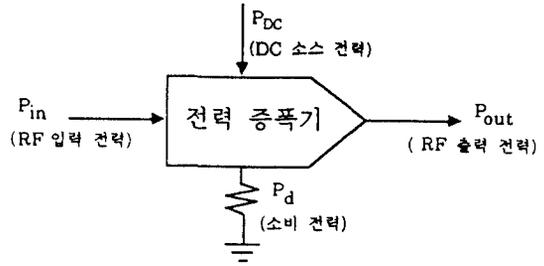 P_DC
(DC 소스 전력)
P_in
(RF 입력 전력)
전력 증폭기
P_out
( RF 출력 전력)
P_d
(소비 전력)